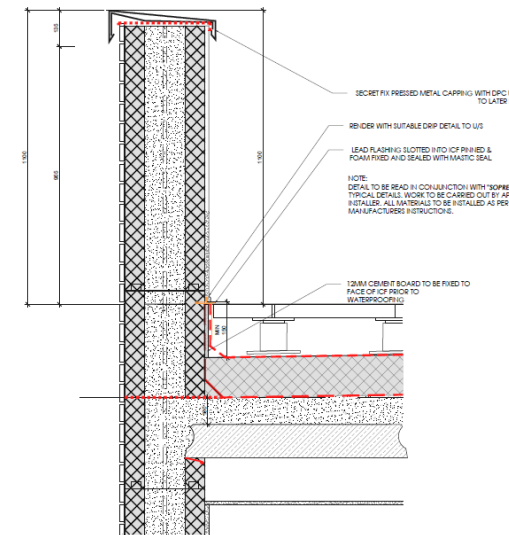 135
1100
965
1100
SECRET FIX PRESSED METAL CAPPING WITH DPC
TO LATER
RENDER WITH SUITABLE DRIP DETAIL TO U/S
LEAD FLASHING SLOTTED INTO ICF PINNED &
FOAM FIXED AND SEALED WITH MASTIC SEAL
NOTE:
DETAIL TO BE READ IN CONJUNCTION WITH "SOPRE
TYPICAL DETAILS. WORK TO BE CARRIED OUT BY AP
INSTALLER. ALL MATERIALS TO BE INSTALLED AS PER
MANUFACTURERS INSTRUCTIONS.
12MM CEMENT BOARD TO BE FIXED TO
FACE OF ICF PRIOR TO
WATERPROOFING
MIN
150